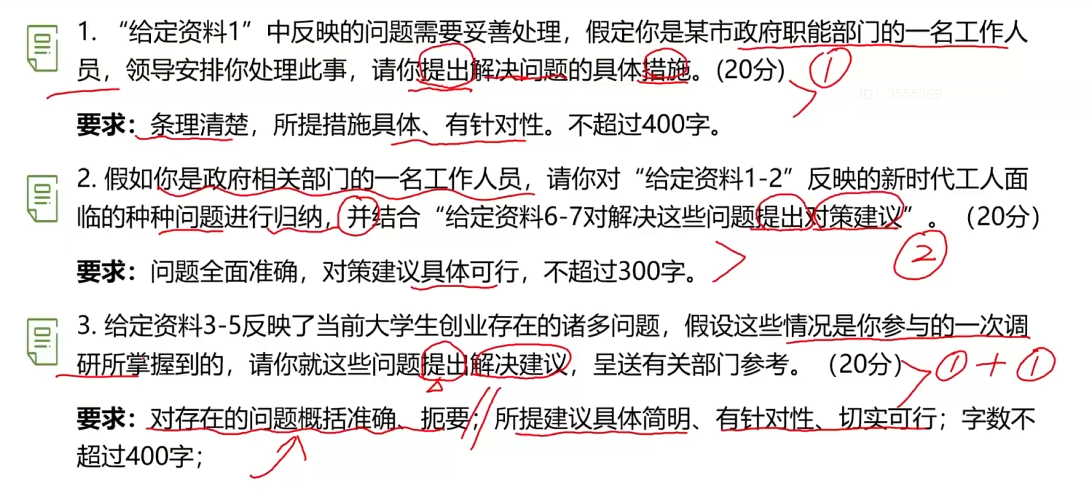 1. “给定资料1”中反映的问题需要妥善处理，假定你是某市政府职能部门的一名工作人
员，领导安排你处理此事，请你提出解决问题的具体措施。(20分)
①
ID：3555369
要求：条理清楚，所提措施具体、有针对性。不超过400字。
2. 假如你是政府相关部门的一名工作人员，请你对“给定资料1-2”反映的新时代工人面
临的种种问题进行归纳，并结合“给定资料6-7对解决这些问题提出对策建议”。（20分）
②
要求：问题全面准确，对策建议具体可行，不超过300字。
3. 给定资料3-5反映了当前大学生创业存在的诸多问题，假设这些情况是你参与的一次调
研所掌握到的，请你就这些问题提出解决建议，呈送有关部门参考。（20分）
①+①
要求：对存在的问题概括准确、扼要；所提建议具体简明、有针对性、切实可行；字数不
超过400字；